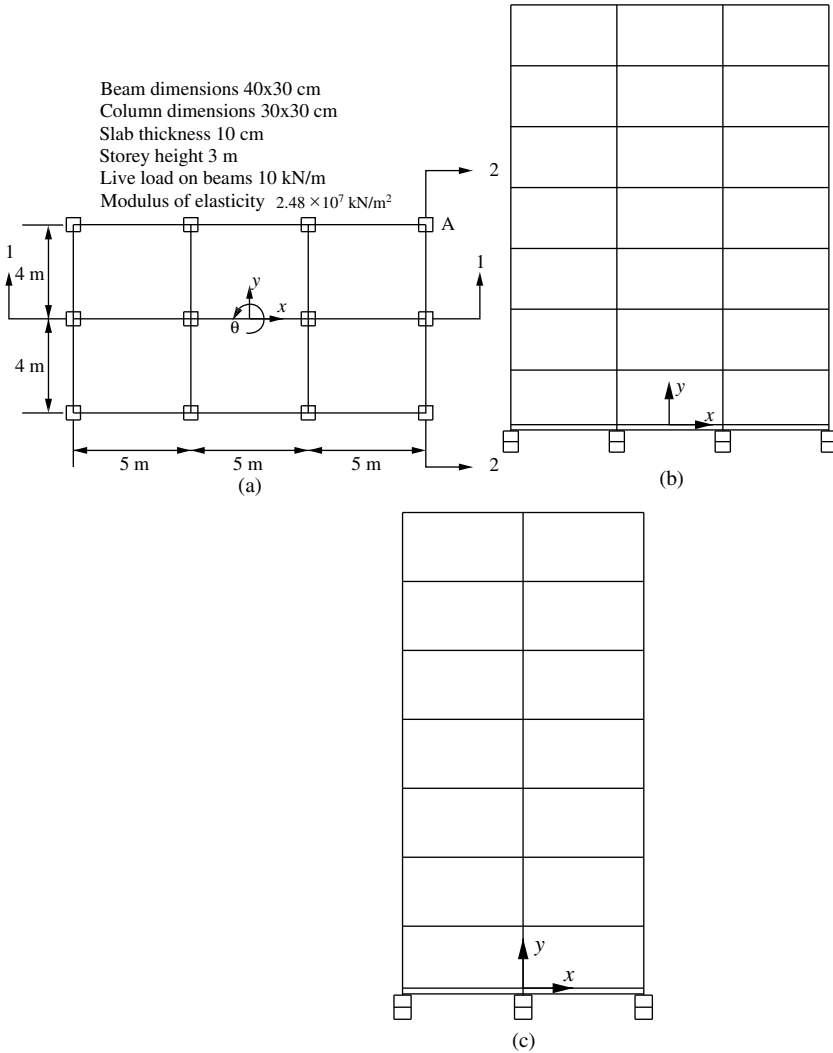 Beam dimensions 40x30 cm
Column dimensions 30x30 cm
Slab thickness 10 cm
Storey height 3 m
Live load on beams 10 kN/m
Modulus of elasticity 2.48 ×10⁷ kN/m²
2
A
1
1
4 m
y
x
θ
4 m
2
5 m
5 m
5 m
(a)
y
x
(b)
y
x
(c)